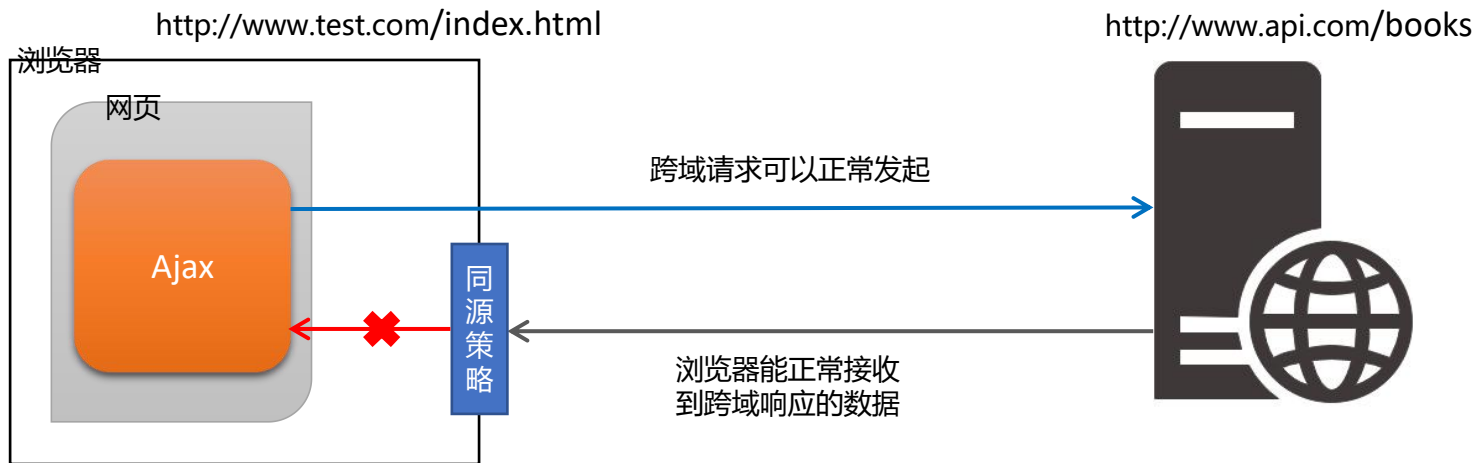 http://www.test.com/index.html
http://www.api.com/books
浏览器
网页
跨域请求可以正常发起
Ajax
同
源
策
略
浏览器能正常接收
到跨域响应的数据